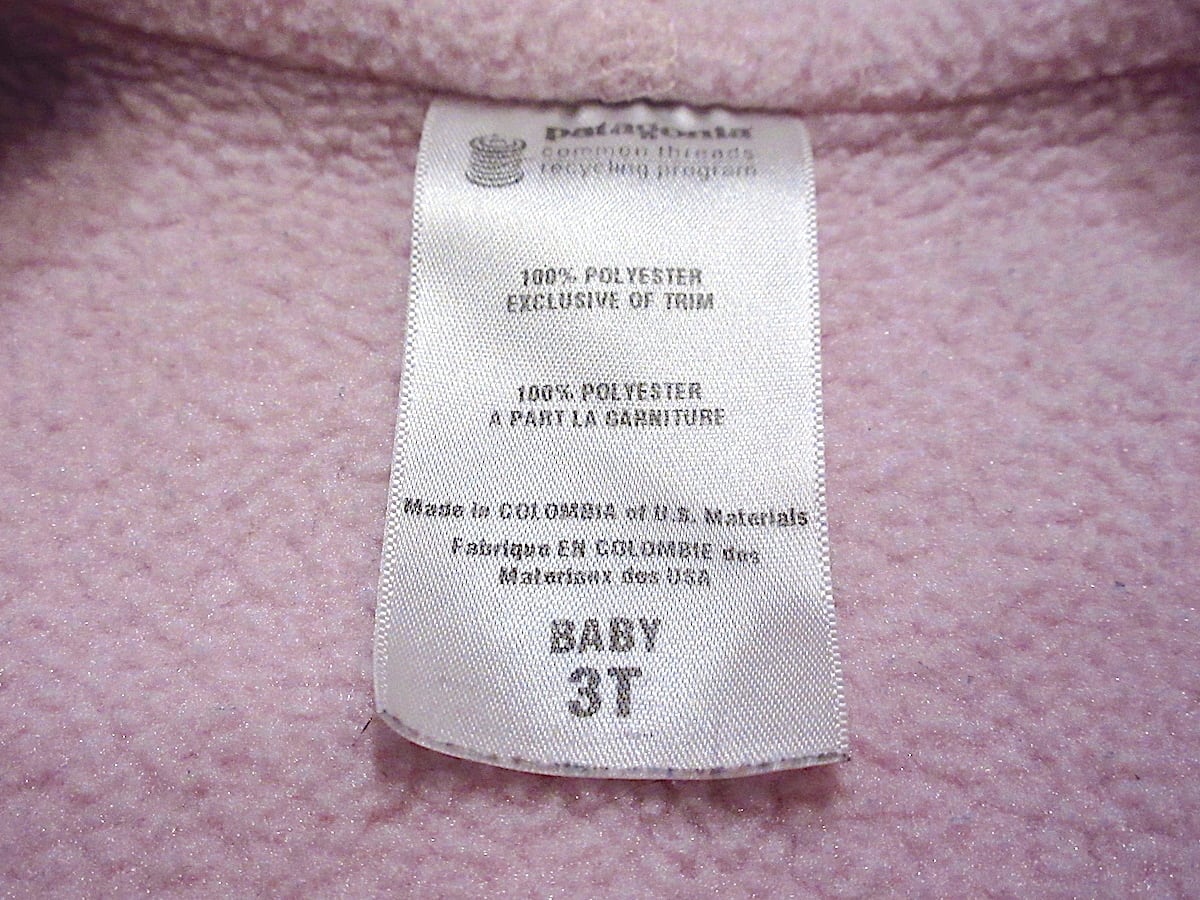 patagonia
common threads
recycling program
100% POLYESTER
EXCLUSIVE OF TRIM
100% POLYESTER
A PART LA GARNITURE
Made in COLOMBIA of U.S. Materials
Fabrique EN COLOMBIE des
Materiaux des USA
BABY
3T